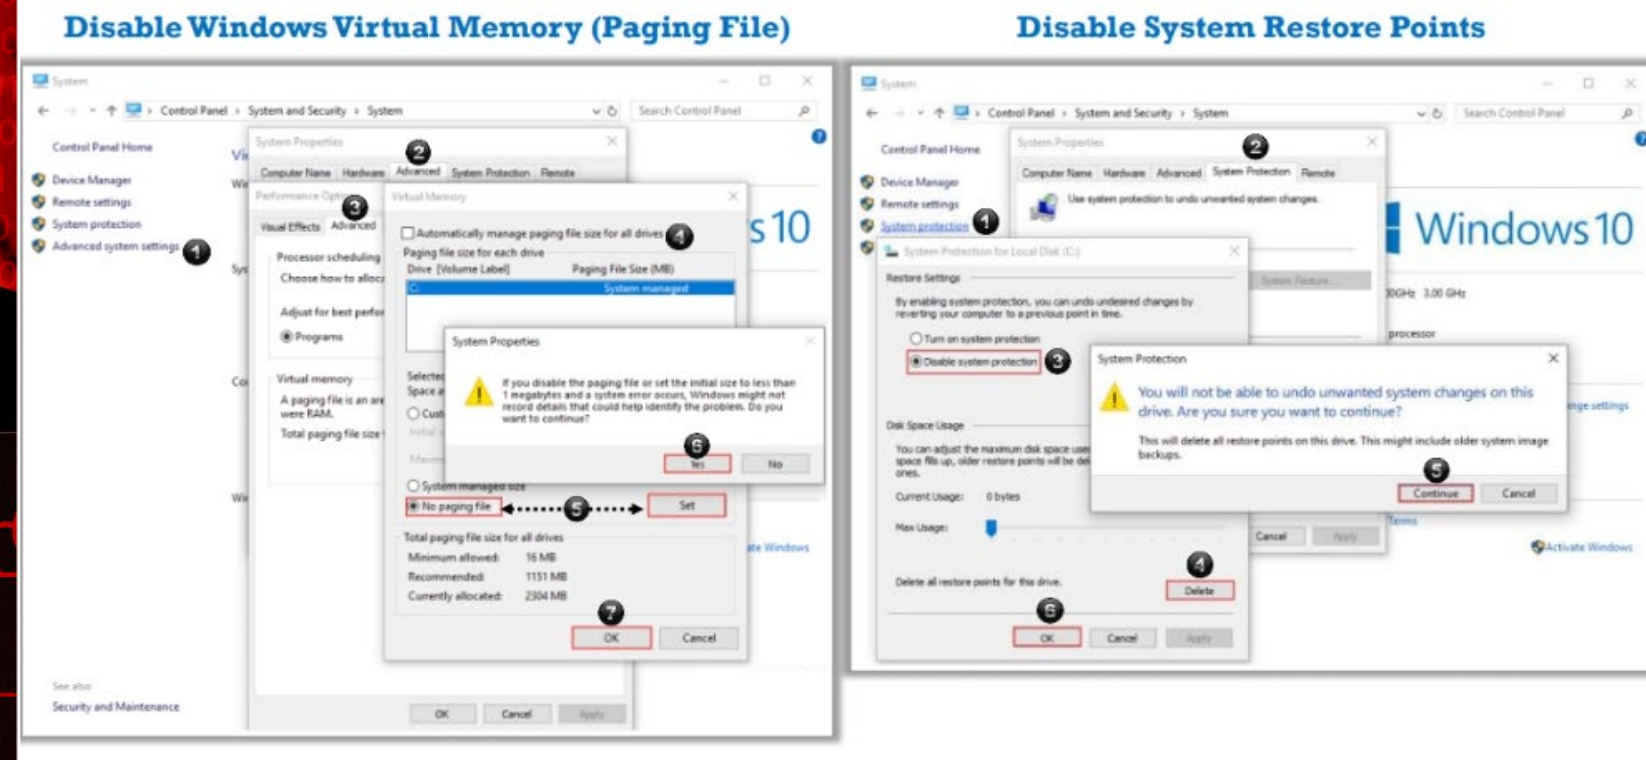 Disable Windows Virtual Memory (Paging File)
System
Control Panel › System and Security › System
Search Control Panel
Control Panel Home
Device Manager
Remote settings
System protection
Advanced system settings
1
See also
Security and Maintenance
System Properties
2
Computer Name Hardware Advanced System Protection Remote
3
Visual Effects Advanced
Processor scheduling
Choose how to
Adjust for best
Programs
Virtual memory
A paging file is an
were RAM.
Total paging file size
Virtual Memory
Automatically manage paging file size for all drives
4
Paging file size for each drive
Drive [Volume Label] Paging File Size (MB)
C: System managed
System Properties
If you disable the paging file or set the initial size to less than
1 megabytes and a system error occurs, Windows might not
record details that could help identify the problem. Do you
want to continue?
6
Yes No
System managed size
No paging file 5 Set
Total paging file size for all drives
Minimum allowed: 16 MB
Recommended: 1151 MB
Currently allocated: 2304 MB
7
OK Cancel
OK Cancel Apply
s 10
ate Windows
Disable System Restore Points
System
Control Panel › System and Security › System
Search Control Panel
Control Panel Home
Device Manager
Remote settings
System protection
1
System Properties
2
Computer Name Hardware Advanced System Protection Remote
Use system protection to undo unwanted system changes.
Windows 10
System Protection for Local Disk (C:)
Restore Settings
System Restore...
By enabling system protection, you can undo undesired changes by
reverting your computer to a previous point in time.
Turn on system protection
Disable system protection
3
Disk Space Usage
You can adjust the maximum disk space
space fills up, older restore points will be
ones.
Current Usage: 0 bytes
Max Usage:
Delete all restore points for this drive.
4
Delete
6
OK Cancel Apply
System Protection
You will not be able to undo unwanted system changes on this
drive. Are you sure you want to continue?
This will delete all restore points on this drive. This might include older system image
backups.
5
Continue Cancel
Cancel Apply
3.00 GHz
processor
nge settings
Terms
Activate Windows